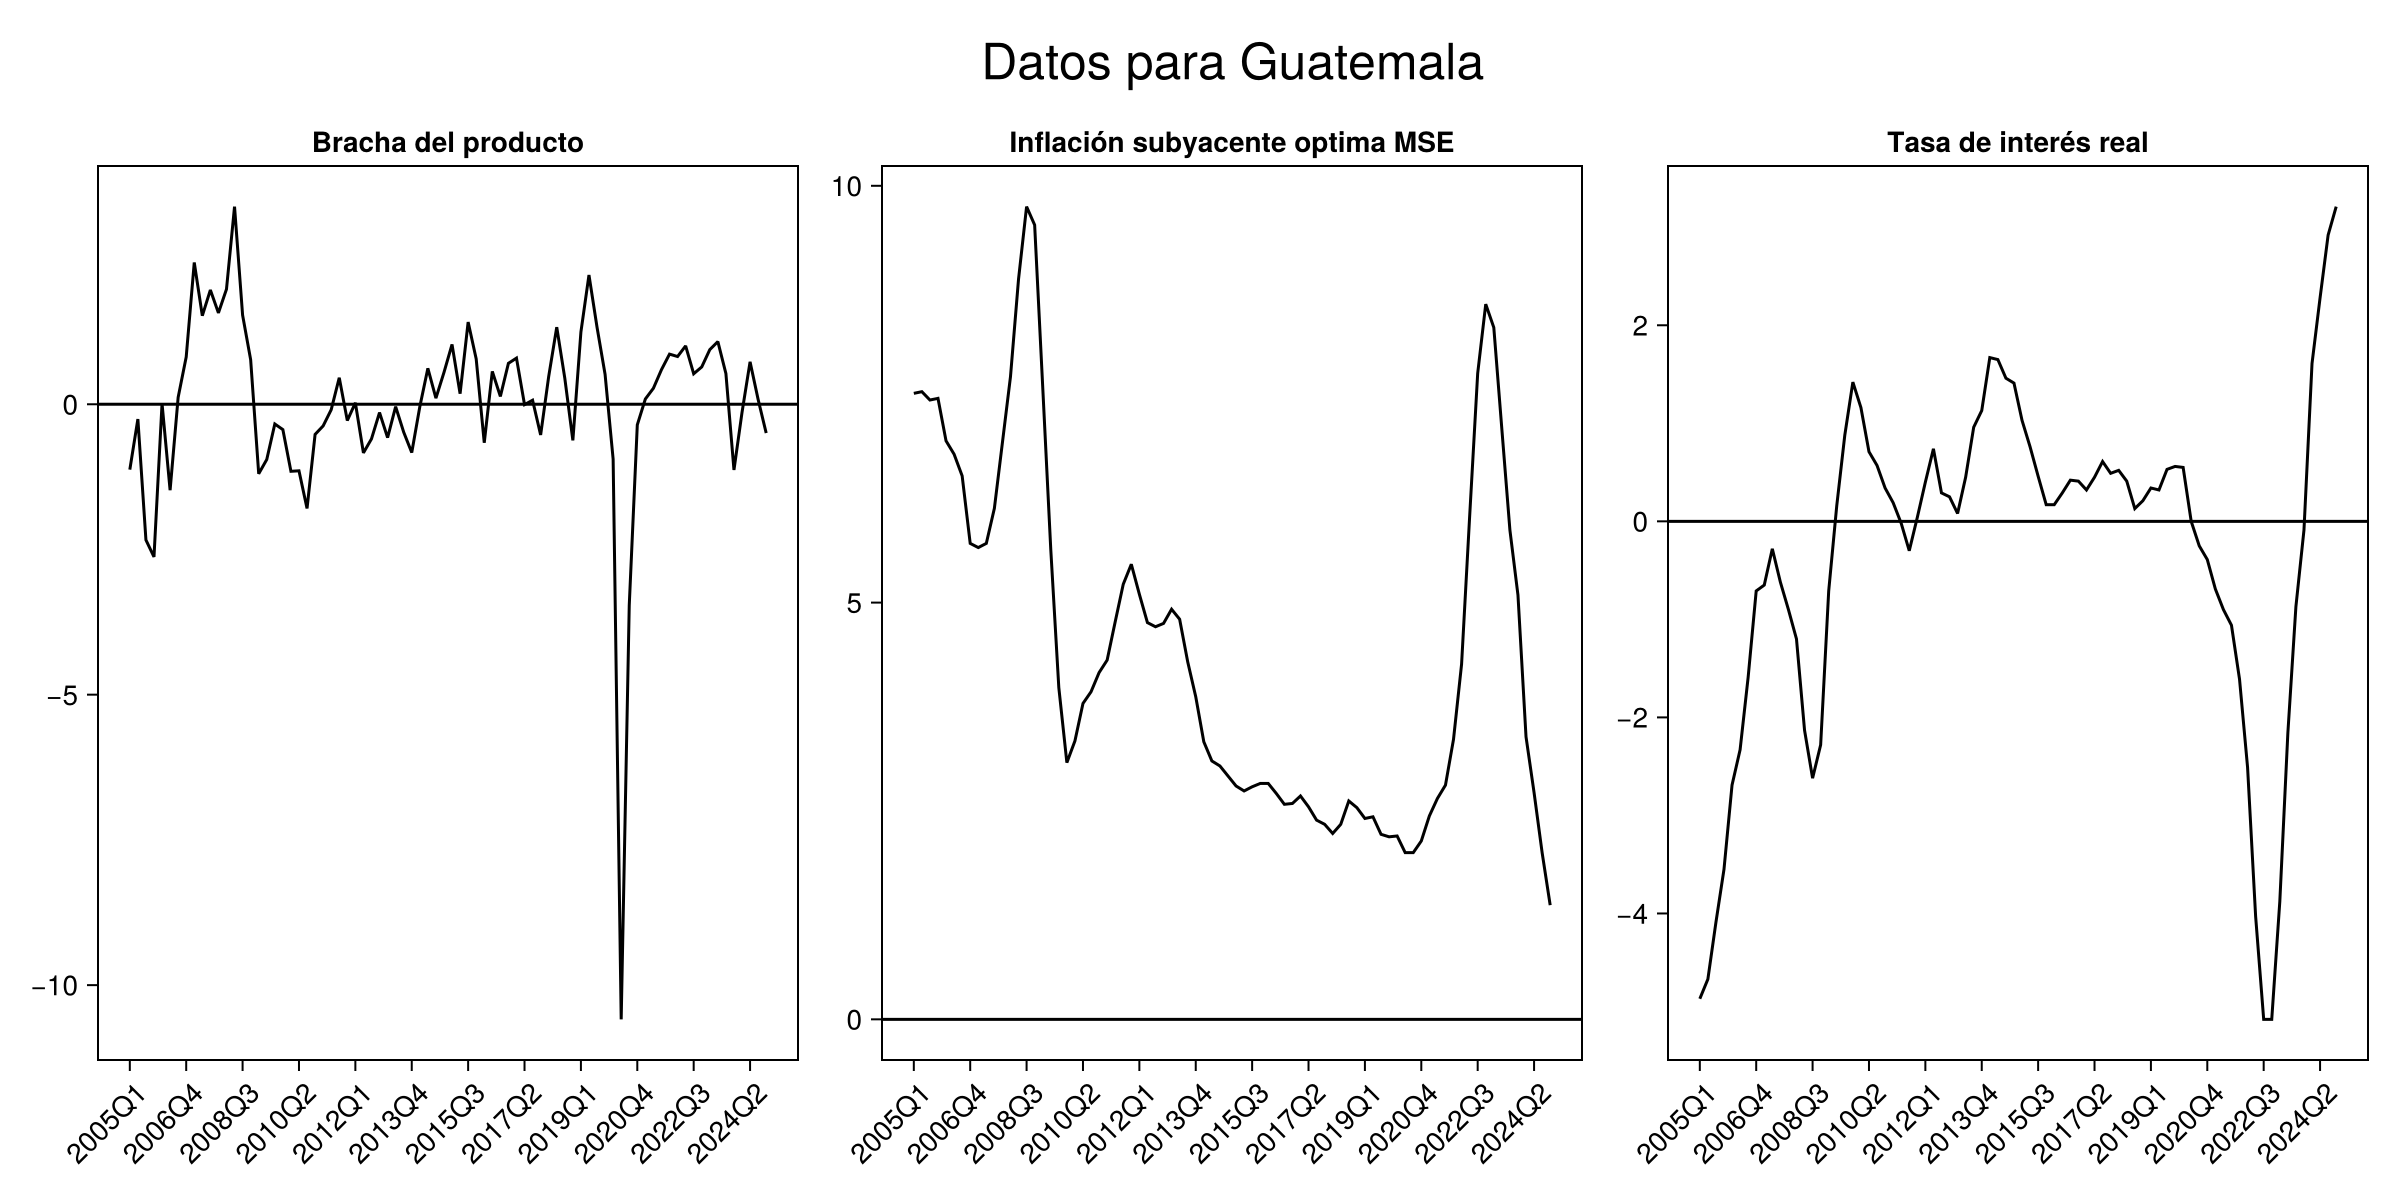 Datos para Guatemala
Bracha del producto
0
−5
−10
2005Q1
2006Q4
2008Q3
2010Q2
2012Q1
2013Q4
2015Q3
2017Q2
2019Q1
2020Q4
2022Q3
2024Q2
Inflación subyacente optima MSE
10
5
0
2005Q1
2006Q4
2008Q3
2010Q2
2012Q1
2013Q4
2015Q3
2017Q2
2019Q1
2020Q4
2022Q3
2024Q2
Tasa de interés real
2
0
−2
−4
2005Q1
2006Q4
2008Q3
2010Q2
2012Q1
2013Q4
2015Q3
2017Q2
2019Q1
2020Q4
2022Q3
2024Q2